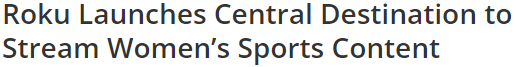 Roku Launches Central Destination to
Stream Women’s Sports Content